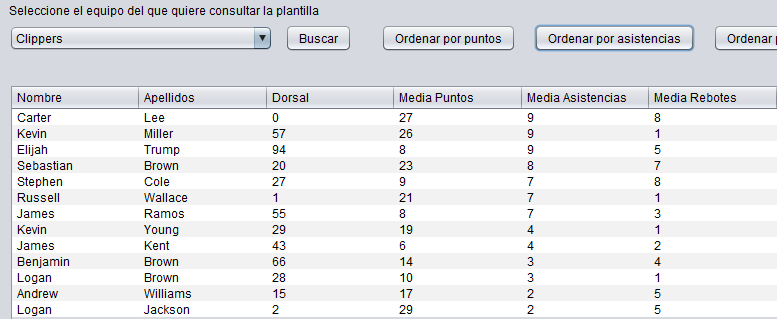 Seleccione el equipo del que quiere consultar la plantilla
Clippers Buscar Ordenar por puntos Ordenar por asistencias Ordenar
Nombre Apellidos Dorsal Media Puntos Media Asistencias Media Rebotes
Carter Lee 0 27 9 8
Kevin Miller 57 26 9 1
Elijah Trump 94 8 9 5
Sebastian Brown 20 23 8 7
Stephen Cole 27 9 7 8
Russell Wallace 1 21 7 1
James Ramos 55 8 7 3
Kevin Young 29 19 4 1
James Kent 43 6 4 2
Benjamin Brown 66 14 3 4
Logan Brown 28 10 3 1
Andrew Williams 15 17 2 5
Logan Jackson 2 29 2 5